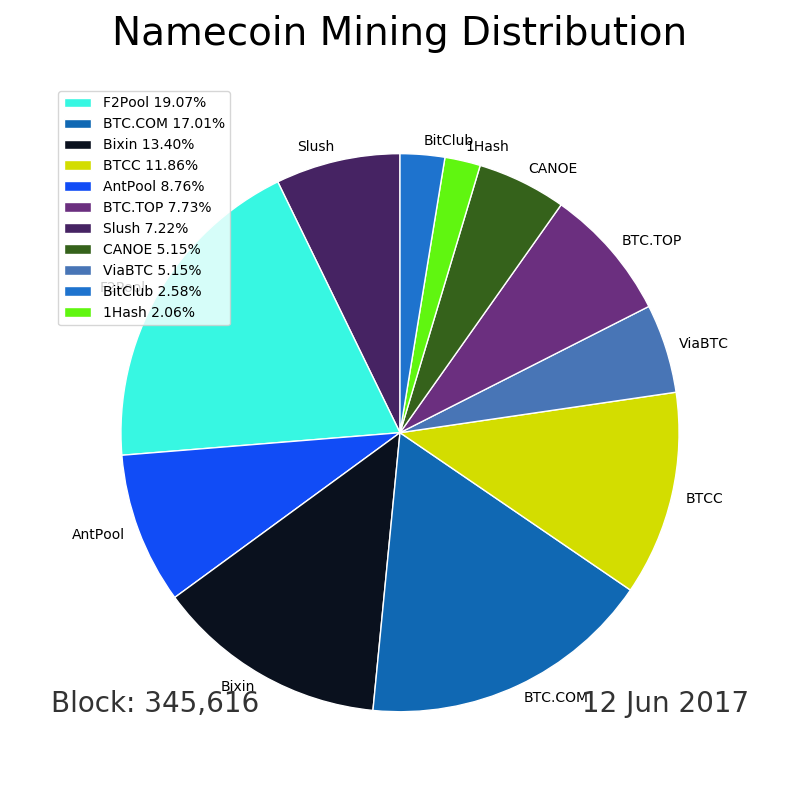 Namecoin Mining Distribution
F2Pool 19.07%
BTC.COM 17.01%
Bixin 13.40%
BTCC 11.86%
AntPool 8.76%
BTC.TOP 7.73%
Slush 7.22%
CANOE 5.15%
ViaBTC 5.15%
BitClub 2.58%
1Hash 2.06%
Slush
BitClub
1Hash
CANOE
BTC.TOP
ViaBTC
BTCC
BTC.COM
Bixin
AntPool
F2Pool
Block: 345,616
12 Jun 2017